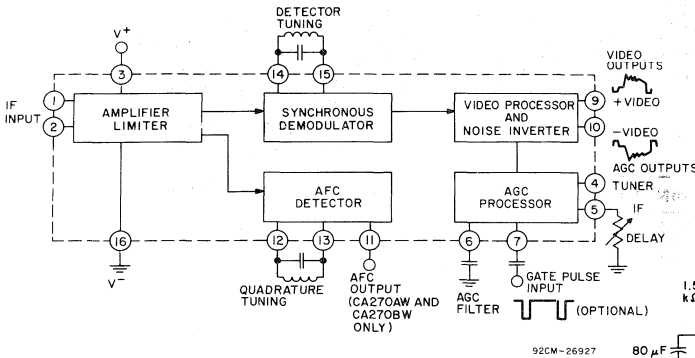 DETECTOR
TUNING
V+
3
14
15
VIDEO
OUTPUTS
IF
INPUT
1
2
AMPLIFIER
LIMITER
SYNCHRONOUS
DEMODULATOR
VIDEO PROCESSOR
AND
NOISE INVERTER
9
+VIDEO
10
-VIDEO
AGC OUTPUTS
AFC
DETECTOR
AGC
PROCESSOR
4
TUNER
5
IF
DELAY
16
V-
12
13
11
6
7
QUADRATURE
TUNING
AFC
OUTPUT
(CA270AW AND
CA270BW
ONLY)
AGC
FILTER
GATE PULSE
INPUT
(OPTIONAL)
1.5
kΩ
92CM-26927
80 µF